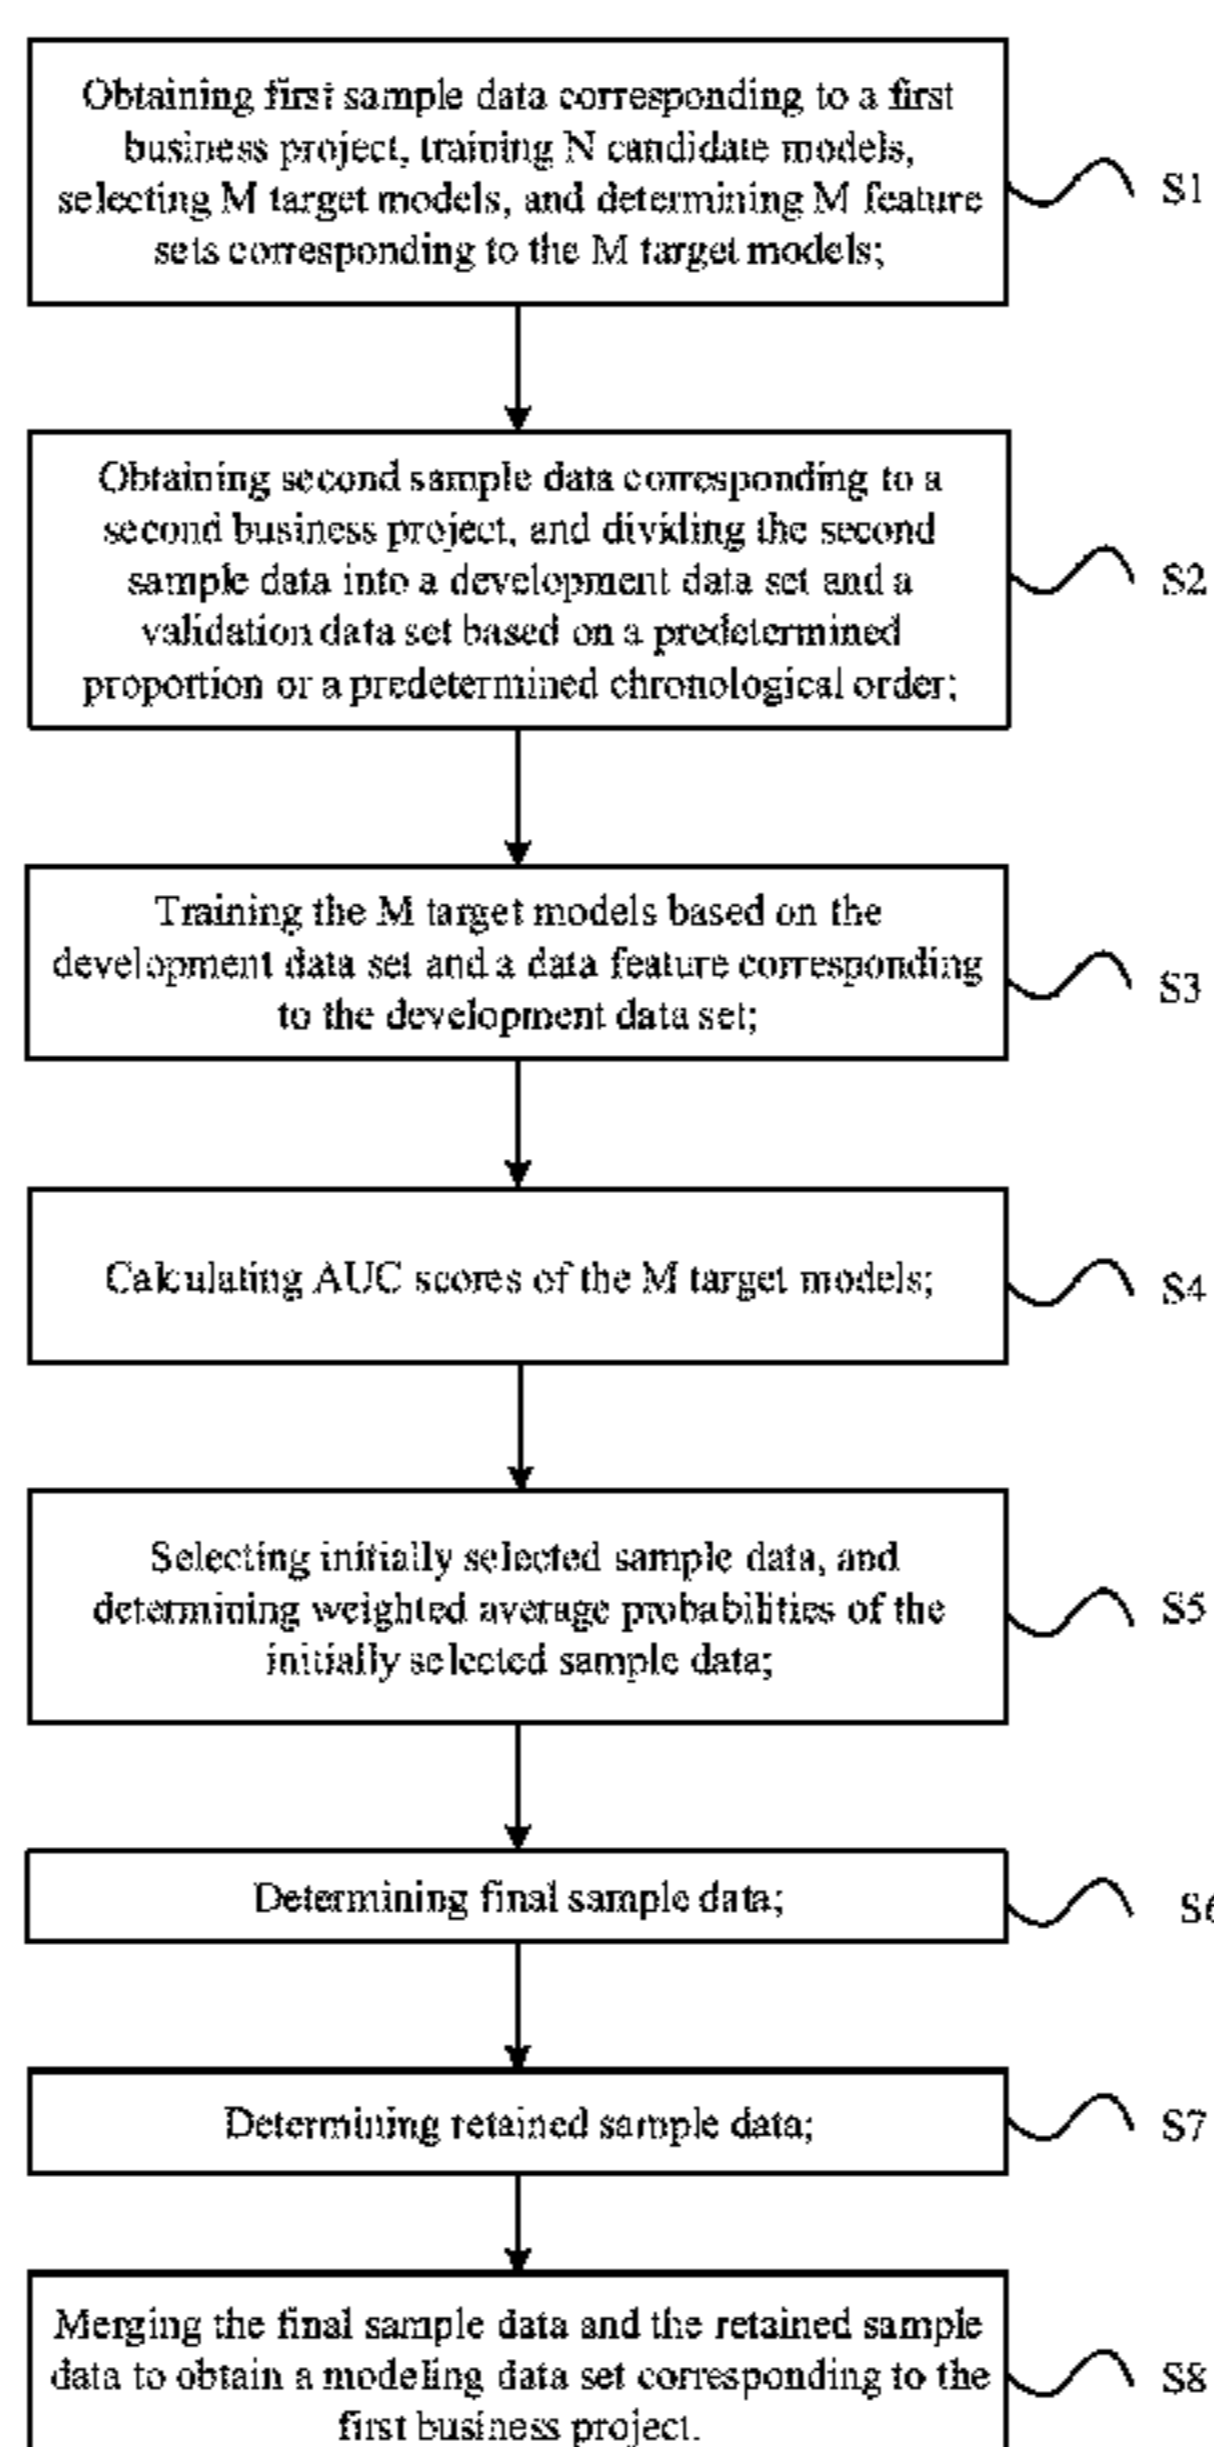 Obtaining first sample data corresponding to a first
business project, training N candidate models,
selecting M target models, and determining M feature
sets corresponding to the M target models;
S1
Obtaining second sample data corresponding to a
second business project, and dividing the second
sample data into a development data set and a
validation data set based on a predetermined
proportion or a predetermined chronological order;
S2
Training the M target models based on the
development data set and a data feature corresponding
to the development data set;
S3
Calculating AUC scores of the M target models;
S4
Selecting initially selected sample data, and
determining weighted average probabilities of the
initially selected sample data;
S5
Determining final sample data;
S6
Determining retained sample data;
S7
Merging the final sample data and the retained sample
data to obtain a modeling data set corresponding to the
first business project.
S8